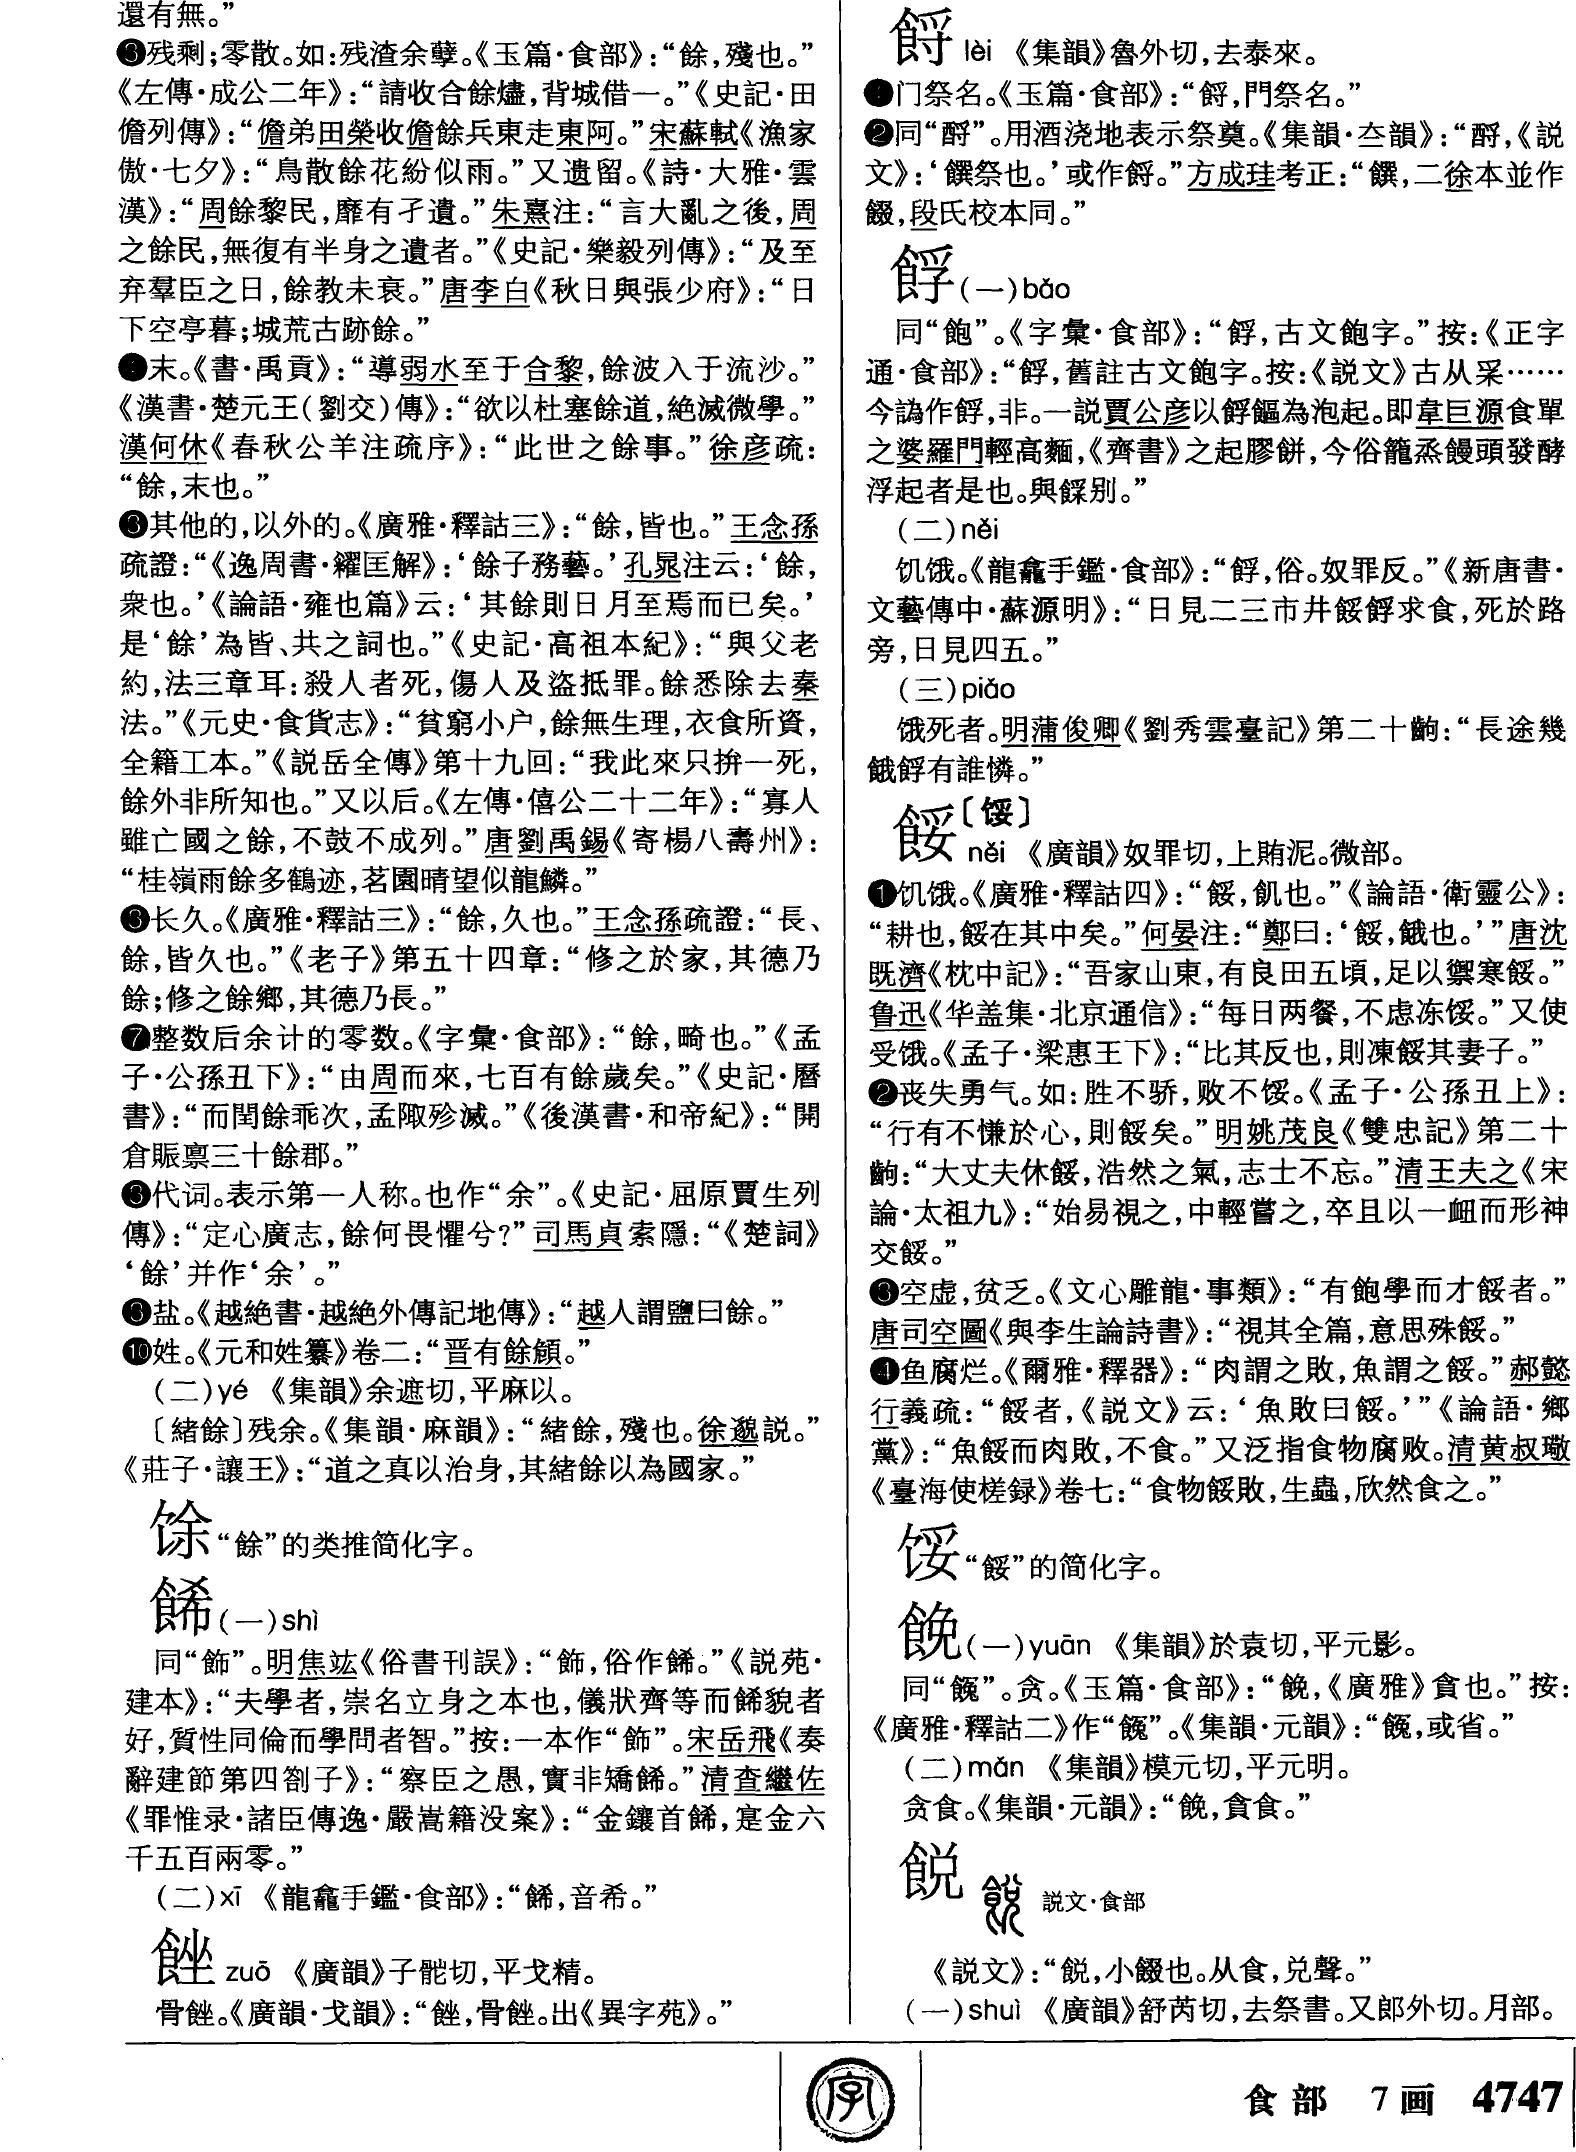 還有無。”
❸残剩；零散。如：残渣余孽。《玉篇·食部》：“餘，殘也。”
《左傳·成公二年》：“請收合餘燼，背城借一。”《史記·田
儋列傳》：“儋弟田榮收儋餘兵東走東阿。”宋蘇軾《漁家
傲·七夕》：“鳥散餘花紛似雨。”又遗留。《詩·大雅·雲
漢》：“周餘黎民，靡有孑遺。”朱熹注：“言大亂之後，周
之餘民，無復有半身之遺者。”《史記·樂毅列傳》：“及至
弃羣臣之日，餘教未衰。”唐李白《秋日與張少府》：“日
下空亭暮；城荒古跡餘。”
❹末。《書·禹貢》：“導弱水至于合黎，餘波入于流沙。”
《漢書·楚元王（劉交）傳》：“欲以杜塞餘道，絶滅微學。”
漢何休《春秋公羊注疏序》：“此世之餘事。”徐彦疏：
“餘，末也。”
❺其他的，以外的。《廣雅·釋詁三》：“餘，皆也。”王念孫
疏證：“《逸周書·糴匡解》：‘餘子務藝。’孔晁注云：‘餘，
衆也。’《論語·雍也篇》云：‘其餘則日月至焉而已矣。’
是‘餘’為皆、共之詞也。”《史記·高祖本紀》：“與父老
約，法三章耳：殺人者死，傷人及盜抵罪。餘悉除去秦
法。”《元史·食貨志》：“貧窮小户，餘無生理，衣食所資，
全籍工本。”《説岳全傳》第十九回：“我此來只拚一死，
餘外非所知也。”又以后。《左傳·僖公二十二年》：“寡人
雖亡國之餘，不鼓不成列。”唐劉禹錫《寄楊八壽州》：
“桂嶺雨餘多鶴迹，茗園晴望似龍鱗。”
❻长久。《廣雅·釋詁三》：“餘，久也。”王念孫疏證：“長、
餘，皆久也。”《老子》第五十四章：“修之於家，其德乃
餘；修之餘鄉，其德乃長。”
❼整数后余计的零数。《字彙·食部》：“餘，畸也。”《孟
子·公孫丑下》：“由周而來，七百有餘歲矣。”《史記·曆
書》：“而閏餘乖次，孟陬殄滅。”《後漢書·和帝紀》：“開
倉賑禀三十餘郡。”
❽代词。表示第一人称。也作“余”。《史記·屈原賈生列
傳》：“定心廣志，餘何畏懼兮？”司馬貞索隱：“《楚詞》
‘餘’并作‘余’。”
❾盐。《越絶書·越絶外傳記地傳》：“越人謂鹽曰餘。”
❿姓。《元和姓纂》卷二：“晋有餘頠。”
（二）yé 《集韻》余遮切，平麻以。
〔緒餘〕残余。《集韻·麻韻》：“緒餘，殘也。徐邈説。”
《莊子·讓王》：“道之真以治身，其緒餘以為國家。”
馀 “餘”的类推简化字。
餙（一）shì
同“飾”。明焦竑《俗書刊誤》：“飾，俗作餙。”《説苑·
建本》：“夫學者，崇名立身之本也，儀狀齊等而餙貌者
好，質性同倫而學問者智。”按：一本作“飾”。宋岳飛《奏
辭建節第四劄子》：“察臣之愚，實非矯餙。”清查繼佐
《罪惟录·諸臣傳逸·嚴嵩籍没案》：“金鑲首餙，寔金六
千五百兩零。”
（二）xī 《龍龕手鑑·食部》：“餙，音希。”
䬹 zuō 《廣韻》子䯔切，平戈精。
骨䬹。《廣韻·戈韻》：“䬹，骨䬹。出《異字苑》。”
餎 lèi 《集韻》魯外切，去泰來。
❶门祭名。《玉篇·食部》：“餎，門祭名。”
❷同“酹”。用酒浇地表示祭奠。《集韻·夳韻》：“酹，《説
文》：‘饌祭也。’或作餎。”方成珪考正：“饌，二徐本並作
餟，段氏校本同。”
餑（一）bǎo
同“飽”。《字彙·食部》：“䬌，古文飽字。”按：《正字
通·食部》：“䬌，舊註古文飽字。按：《説文》古从采……
今譌作䬌，非。一説賈公彦以䬌䭔為泡起。即韋巨源食單
之婆羅門輕高麵，《齊書》之起膠餅，今俗籠蒸饅頭發酵
浮起者是也。與䭋别。”
（二）něi
饥饿。《龍龕手鑑·食部》：“䬌，俗。奴罪反。”《新唐書·
文藝傳中·蘇源明》：“日見二三市井餒䬌求食，死於路
旁，日見四五。”
（三）piǎo
饿死者。明蒲俊卿《劉秀雲臺記》第二十齣：“長途幾
餓䬌有誰憐。”
餒〔馁〕
něi 《廣韻》奴罪切，上賄泥。微部。
❶饥饿。《廣雅·釋詁四》：“餒，飢也。”《論語·衛靈公》：
“耕也，餒在其中矣。”何晏注：“鄭曰：‘餒，餓也。’”唐沈
既濟《枕中記》：“吾家山東，有良田五頃，足以禦寒餒。”
鲁迅《华盖集·北京通信》：“每日两餐，不虑冻馁。”又使
受饿。《孟子·梁惠王下》：“比其反也，則凍餒其妻子。”
❷丧失勇气。如：胜不骄，败不馁。《孟子·公孫丑上》：
“行有不慊於心，則餒矣。”明姚茂良《雙忠記》第二十
齣：“大丈夫休餒，浩然之氣，志士不忘。”清王夫之《宋
論·太祖九》：“始易視之，中輕嘗之，卒且以一衄而形神
交餒。”
❸空虚，贫乏。《文心雕龍·事類》：“有飽學而才餒者。”
唐司空圖《與李生論詩書》：“視其全篇，意思殊餒。”
❹鱼腐烂。《爾雅·釋器》：“肉謂之敗，魚謂之餒。”郝懿
行義疏：“餒者，《説文》云：‘魚敗曰餒。’”《論語·鄉
黨》：“魚餒而肉敗，不食。”又泛指食物腐败。清黄叔璥
《臺海使槎録》卷七：“食物餒敗，生蟲，欣然食之。”
馁 “餒”的简化字。
䬧（一）yuān 《集韻》於袁切，平元影。
同“䭴”。贪。《玉篇·食部》：“䬧，《廣雅》貪也。”按：
《廣雅·釋詁二》作“䭴”。《集韻·元韻》：“䭴，或省。”
（二）mǎn 《集韻》模元切，平元明。
贪食。《集韻·元韻》：“䬧，貪食。”
䬽 説文·食部
《説文》：“䬽，小餟也。从食，兑聲。”
（一）shuì 《廣韻》舒芮切，去祭書。又郎外切。月部。
字
食部 7画 4747